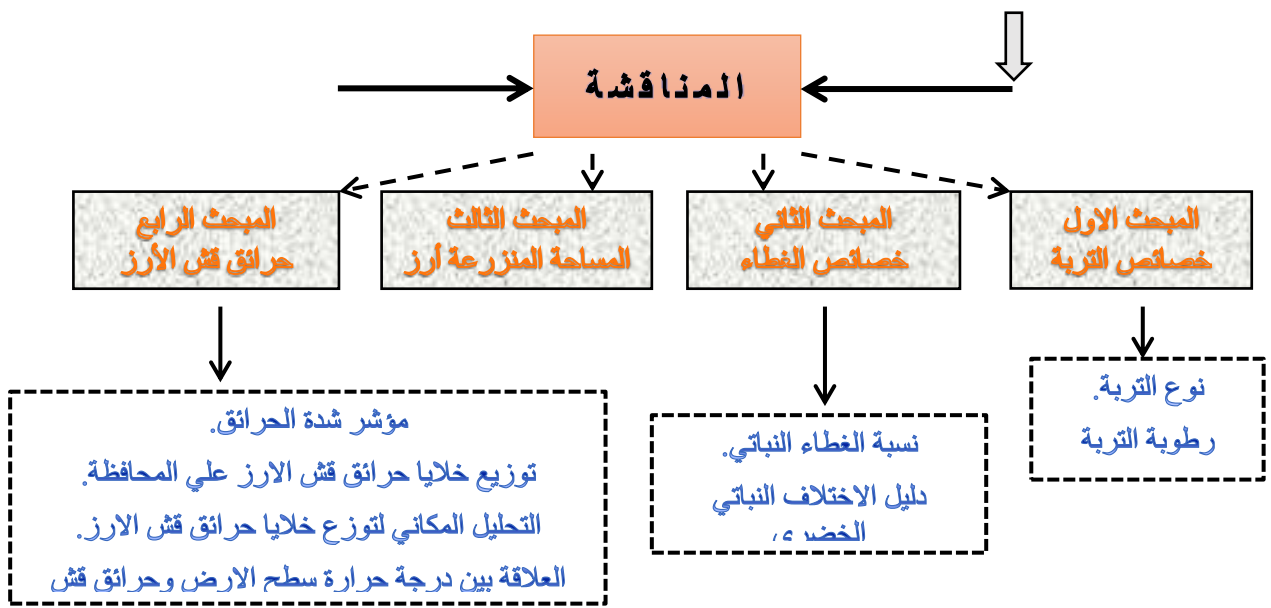 المناقشة
المبحث الاول
خصائص التربة
المبحث الثاني
خصائص الغطاء
المبحث الثالث
المساحة المنزرعة أرز
المبحث الرابع
حرائق قش الأرز
نوع التربة.
رطوبة التربة
نسبة الغطاء النباتي.
دليل الاختلاف النباتي
الخضري
مؤشر شدة الحرائق.
توزيع خلايا حرائق قش الارز علي المحافظة.
التحليل المكاني لتوزع خلايا حرائق قش الارز.
العلاقة بين درجة حرارة سطح الارض وحرائق قش